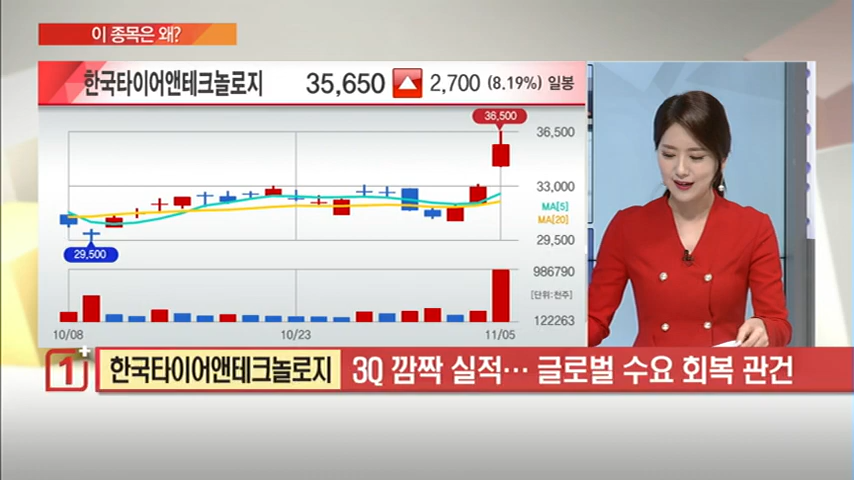 이 종목은 왜?
한국타이어앤테크놀로지 35,650 2,700 (8.19%) 일봉
36,500
36,500
33,000
MA[5]
MA[20]
29,500
29,500
986790
[단위:천주]
122263
10/08 10/23 11/05
1+ 한국타이어앤테크놀로지 3Q 깜짝 실적… 글로벌 수요 회복 관건